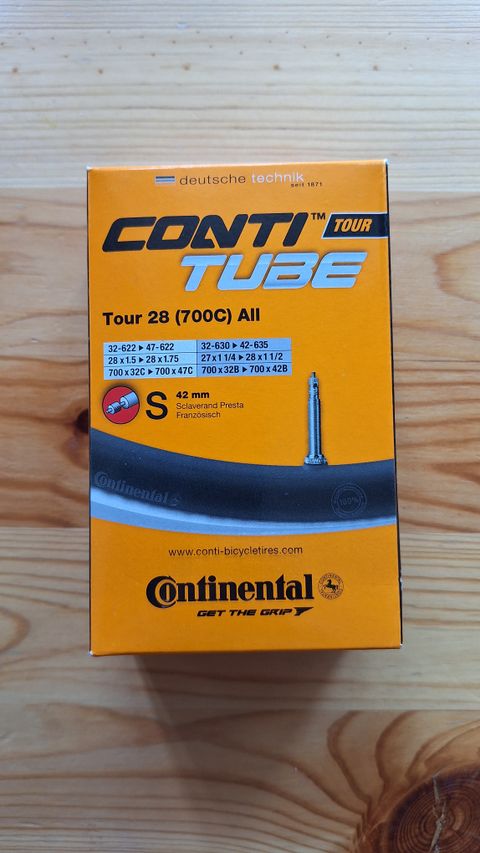 deutsche technik
seit 1871
CONTI™ TOUR
TUBE
Tour 28 (700C) All
32-622 ▸ 47-622 32-630 ▸ 42-635
28 x 1.5 ▸ 28 x 1.75 27 x 1 1/4 ▸ 28 x 1 1/2
700 x 32C ▸ 700 x 47C 700 x 32B ▸ 700 x 42B
S 42 mm
Sclaverand Presta
Französisch
Continental
100%
www.conti-bicycletires.com
Continental
GET THE GRIP